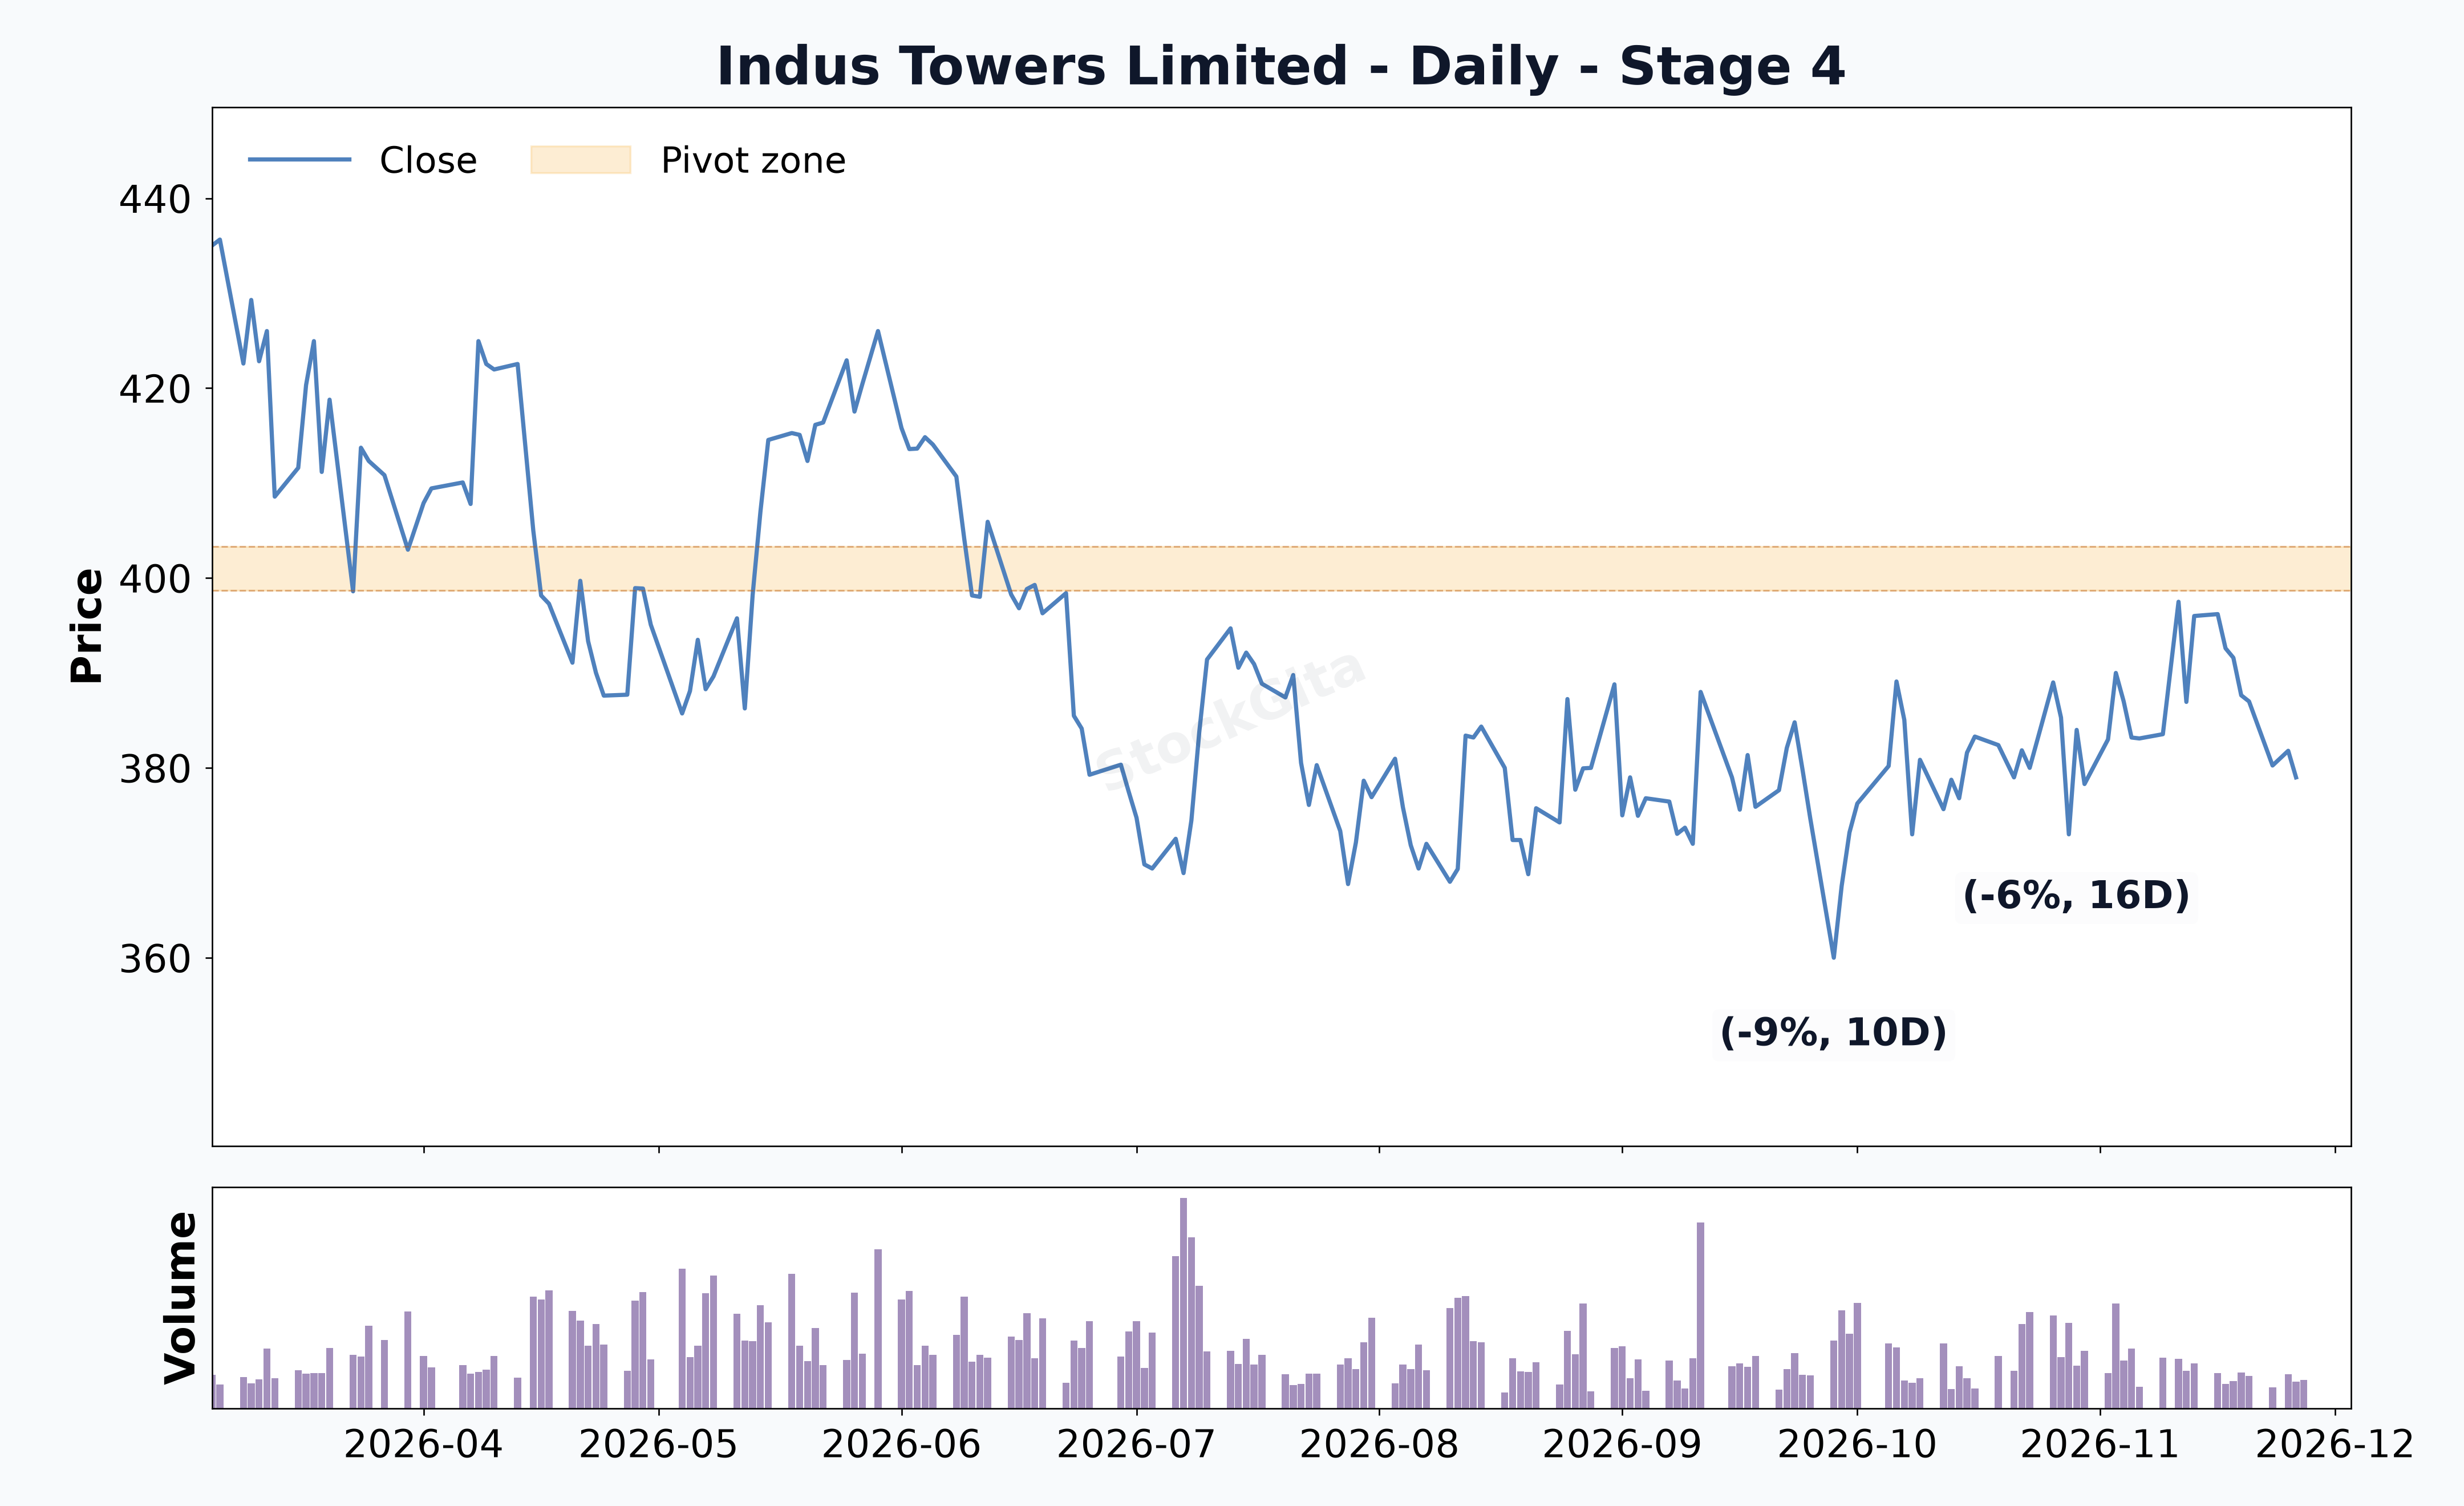 Indus Towers Limited - Daily - Stage 4
Close
Pivot zone
440
420
400
380
360
Price
StockGita
(-6%, 16D)
(-9%, 10D)
Volume
2026-04
2026-05
2026-06
2026-07
2026-08
2026-09
2026-10
2026-11
2026-12